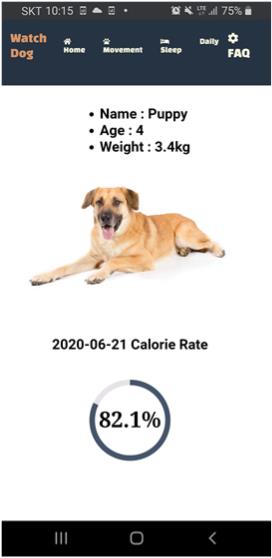 SKT 10:15
LTE 75%
Watch Dog
Home
Movement
Sleep
Daily
FAQ
Name : Puppy
Age : 4
Weight : 3.4kg
2020-06-21 Calorie Rate
82.1%